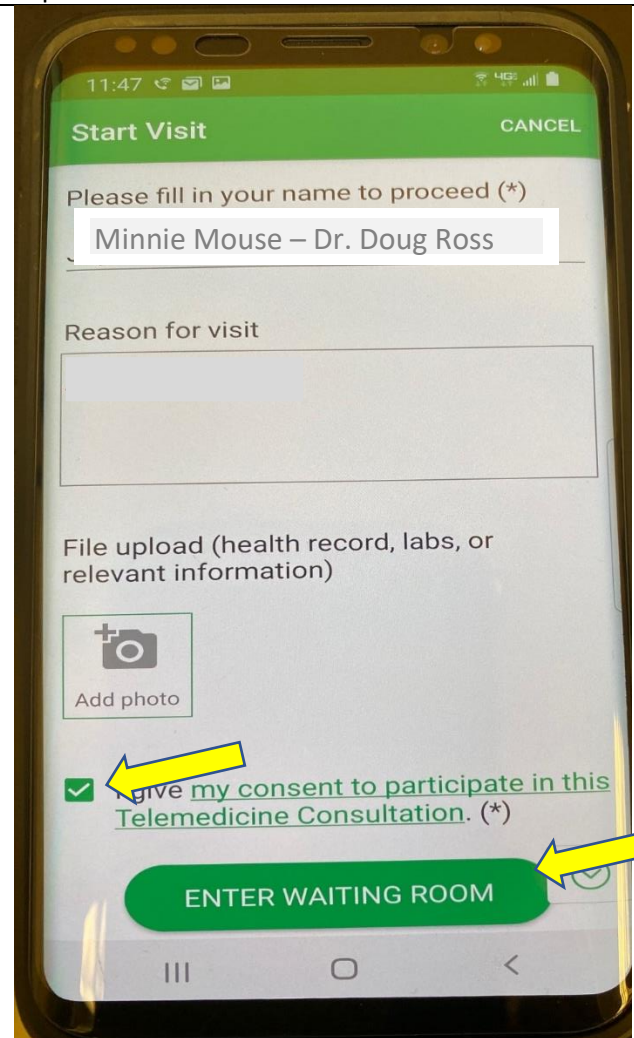 11:47
4GE
Start Visit
CANCEL
Please fill in your name to proceed (*)
Minnie Mouse – Dr. Doug Ross
Reason for visit
File upload (health record, labs, or
relevant information)
Add photo
I give my consent to participate in this
Telemedicine Consultation. (*)
ENTER WAITING ROOM